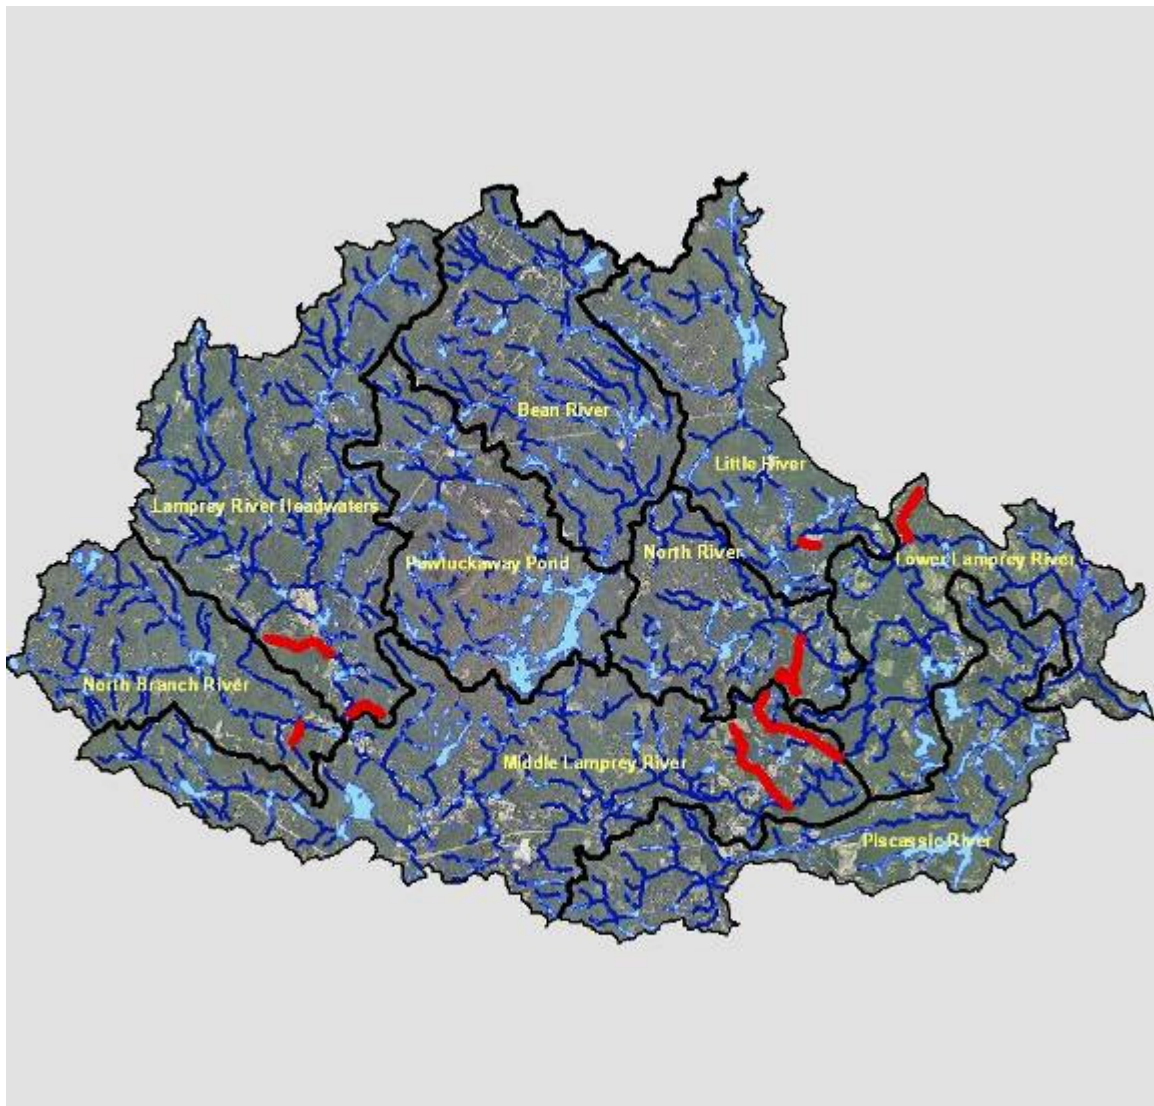 Bean River
Little River
Lamprey River Headwaters
North River
Lower Lamprey River
Pawtuckaway Pond
North Branch River
Middle Lamprey River
Piscassic River